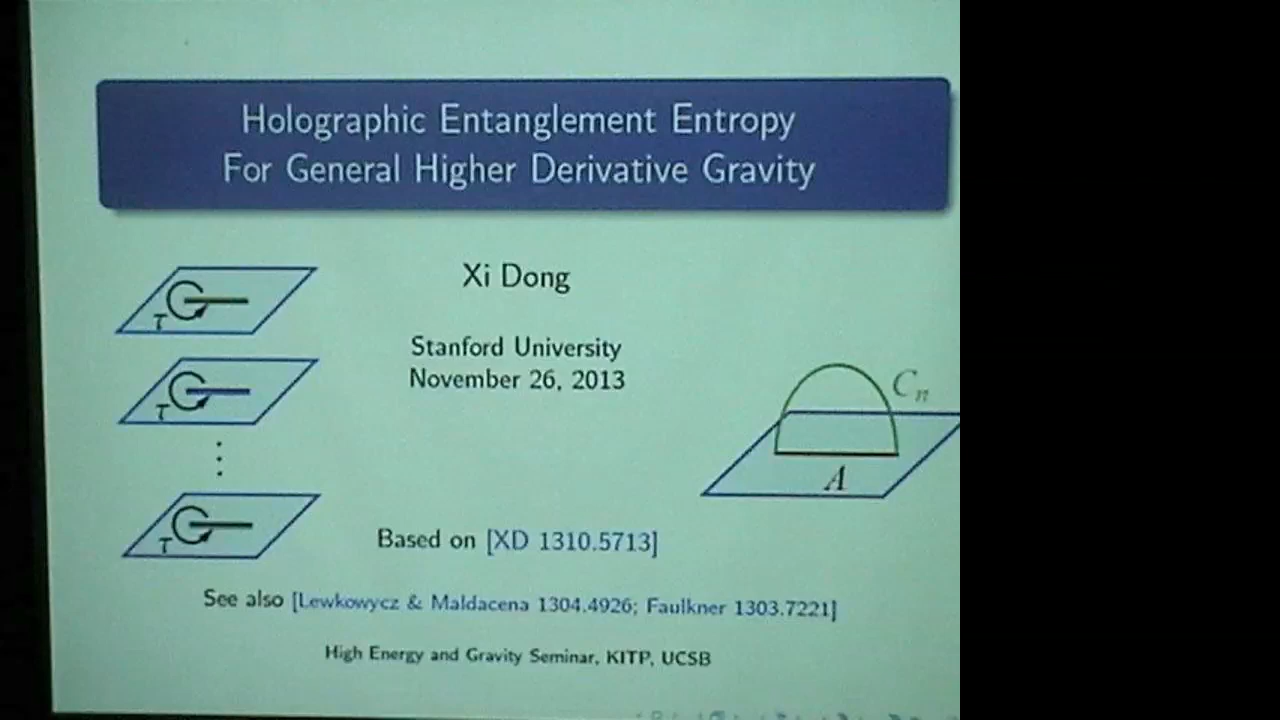 Holographic Entanglement Entropy
For General Higher Derivative Gravity
Xi Dong
Stanford University
November 26, 2013
τ
τ
⋮
τ
C_n
A
Based on [XD 1310.5713]
See also [Lewkowycz & Maldacena 1304.4926; Faulkner 1303.7221]
High Energy and Gravity Seminar, KITP, UCSB